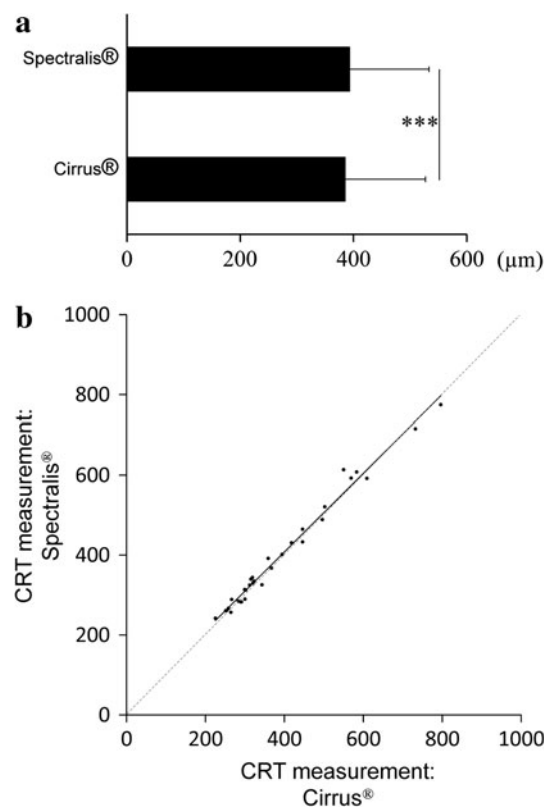 a
Spectralis®
***
Cirrus®
0 200 400 600 (μm)
b
1000
800
600
400
200
0
CRT measurement:
Spectralis®
0 200 400 600 800 1000
CRT measurement:
Cirrus®